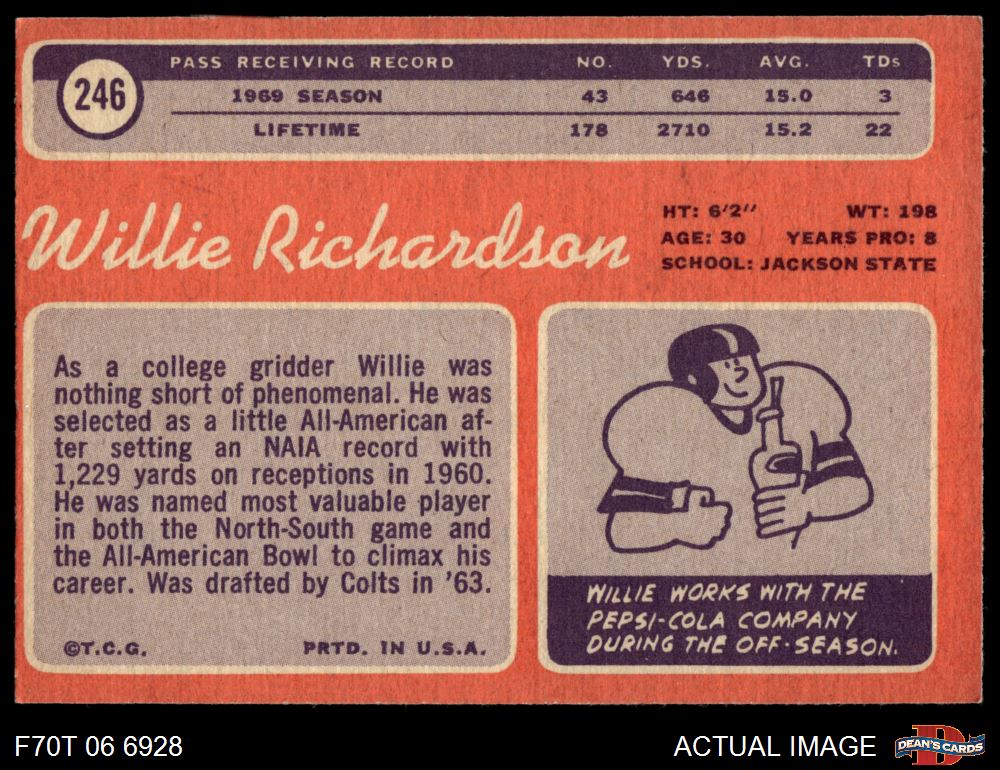 PASS RECEIVING RECORD NO. YDS. AVG. TDs
246
1969 SEASON 43 646 15.0 3
LIFETIME 178 2710 15.2 22
Willie Richardson
HT: 6'2" WT: 198
AGE: 30 YEARS PRO: 8
SCHOOL: JACKSON STATE
As a college gridder Willie was
nothing short of phenomenal. He was
selected as a little All-American af-
ter setting an NAIA record with
1,229 yards on receptions in 1960.
He was named most valuable player
in both the North-South game and
the All-American Bowl to climax his
career. Was drafted by Colts in '63.
©T.C.G. PRTD. IN U.S.A.
WILLIE WORKS WITH THE
PEPSI-COLA COMPANY
DURING THE OFF-SEASON.
F70T 06 6928
ACTUAL IMAGE
D
DEAN'S CARDS